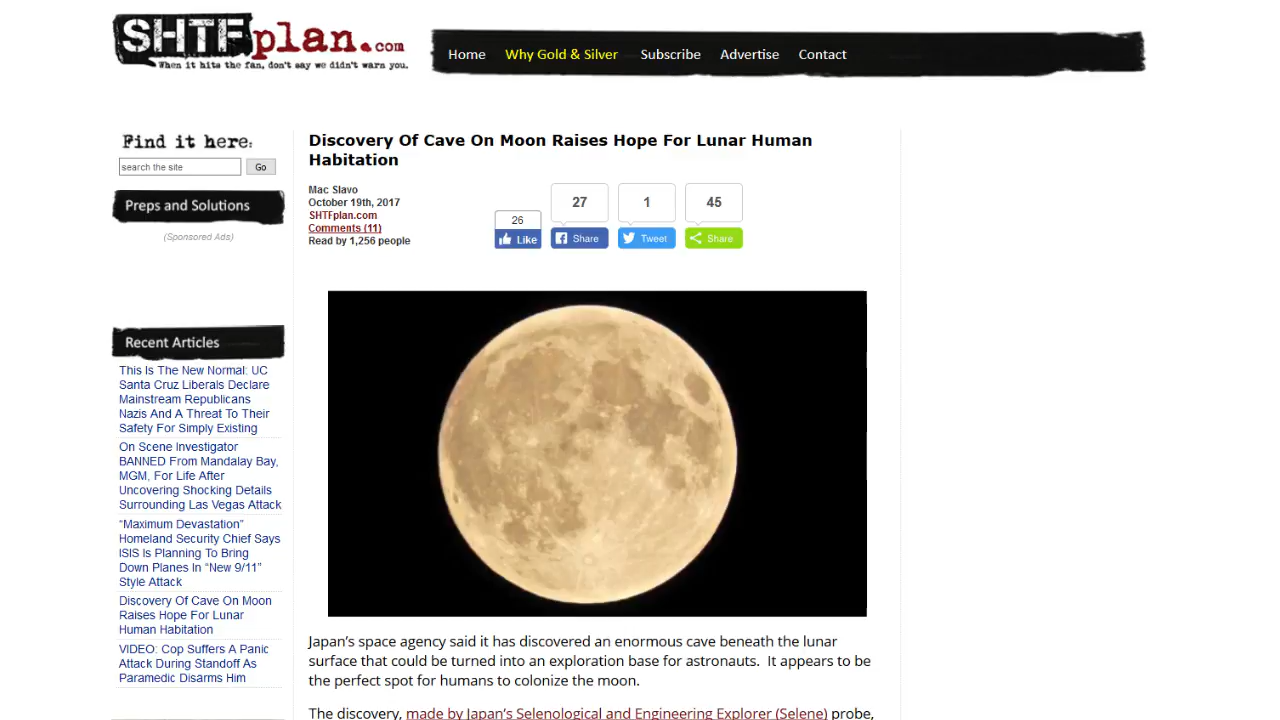 SHTFplan.com
When it hits the fan, don't say we didn't warn you.
Home Why Gold & Silver Subscribe Advertise Contact
Find it here:
search the site Go
Preps and Solutions
(Sponsored Ads)
Recent Articles
This Is The New Normal: UC
Santa Cruz Liberals Declare
Mainstream Republicans
Nazis And A Threat To Their
Safety For Simply Existing
On Scene Investigator
BANNED From Mandalay Bay,
MGM, For Life After
Uncovering Shocking Details
Surrounding Las Vegas Attack
“Maximum Devastation”
Homeland Security Chief Says
ISIS Is Planning To Bring
Down Planes In “New 9/11”
Style Attack
Discovery Of Cave On Moon
Raises Hope For Lunar
Human Habitation
VIDEO: Cop Suffers A Panic
Attack During Standoff As
Paramedic Disarms Him
Discovery Of Cave On Moon Raises Hope For Lunar Human
Habitation
Mac Slavo
October 19th, 2017
SHTFplan.com
Comments (11)
Read by 1,256 people
26 27 1 45
Like Share Tweet Share
Japan’s space agency said it has discovered an enormous cave beneath the lunar
surface that could be turned into an exploration base for astronauts. It appears to be
the perfect spot for humans to colonize the moon.
The discovery, made by Japan’s Selenological and Engineering Explorer (Selene) probe,